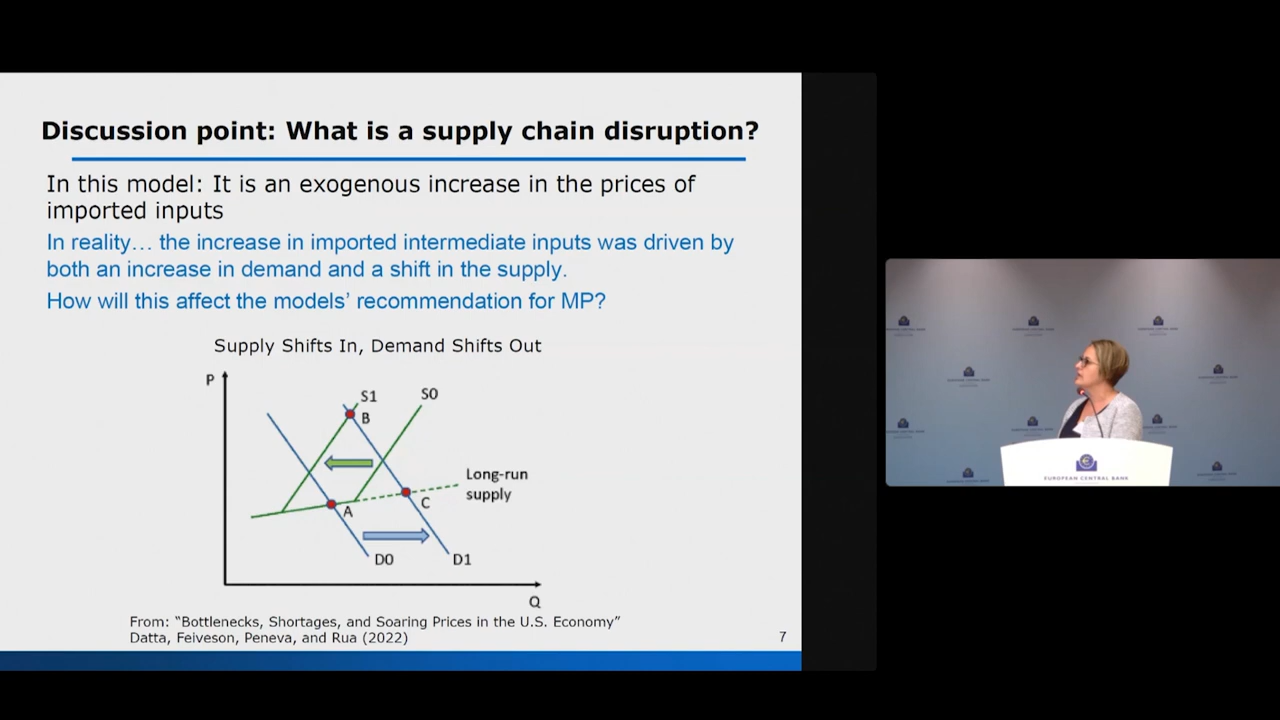 Discussion point: What is a supply chain disruption?
In this model: It is an exogenous increase in the prices of
imported inputs
In reality… the increase in imported intermediate inputs was driven by
both an increase in demand and a shift in the supply.
How will this affect the models’ recommendation for MP?
Supply Shifts In, Demand Shifts Out
P
S1
S0
B
Long-run
supply
A
C
D0
D1
Q
From: “Bottlenecks, Shortages, and Soaring Prices in the U.S. Economy”
Datta, Feiveson, Peneva, and Rua (2022)
7
EUROPEAN CENTRAL BANK